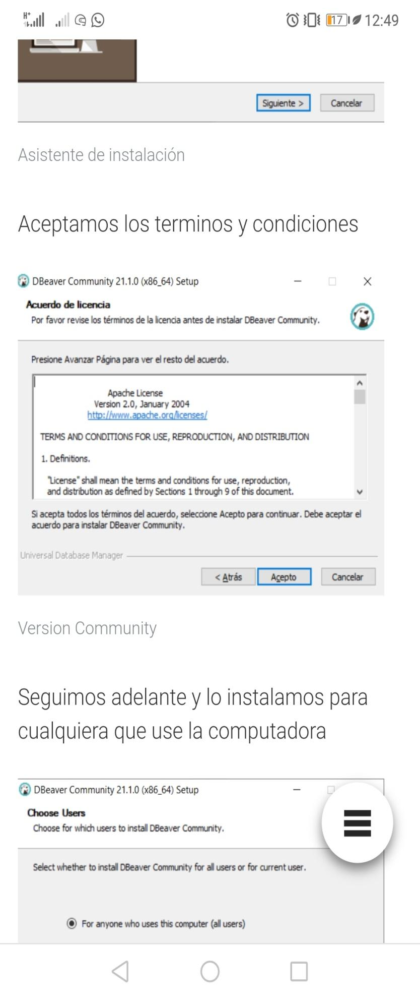 H+
17
12:49
Siguiente >
Cancelar
Asistente de instalación
Aceptamos los terminos y condiciones
DBeaver Community 21.1.0 (x86_64) Setup
Acuerdo de licencia
Por favor revise los términos de la licencia antes de instalar DBeaver Community.
Presione Avanzar Página para ver el resto del acuerdo.
Apache License
Version 2.0, January 2004
http://www.apache.org/licenses/
TERMS AND CONDITIONS FOR USE, REPRODUCTION, AND DISTRIBUTION
1. Definitions.
"License" shall mean the terms and conditions for use, reproduction,
and distribution as defined by Sections 1 through 9 of this document.
Si acepta todos los términos del acuerdo, seleccione Acepto para continuar. Debe aceptar el
acuerdo para instalar DBeaver Community.
Universal Database Manager
< Atrás
Acepto
Cancelar
Version Community
Seguimos adelante y lo instalamos para
cualquiera que use la computadora
DBeaver Community 21.1.0 (x86_64) Setup
Choose Users
Choose for which users to install DBeaver Community.
Select whether to install DBeaver Community for all users or for current user.
For anyone who uses this computer (all users)